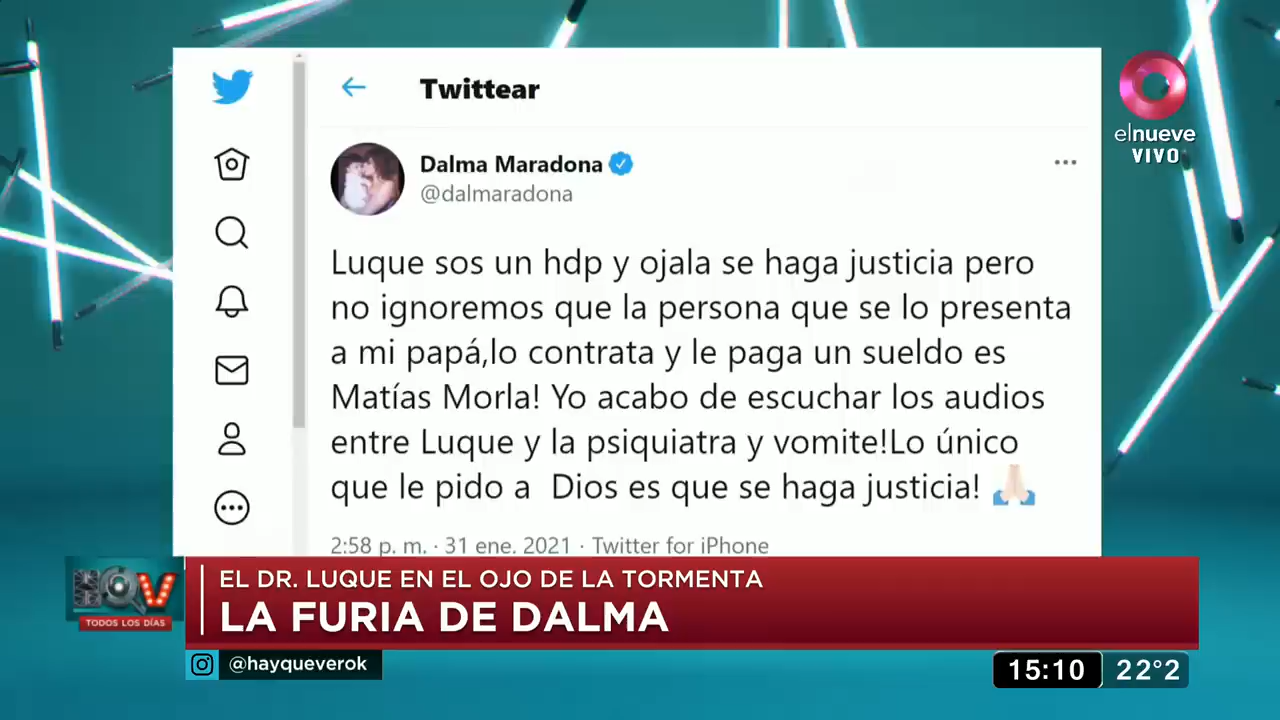 Twittear
Dalma Maradona
@dalmaradona
Luque sos un hdp y ojala se haga justicia pero
no ignoremos que la persona que se lo presenta
a mi papá,lo contrata y le paga un sueldo es
Matías Morla! Yo acabo de escuchar los audios
entre Luque y la psiquiatra y vomite!Lo único
que le pido a  Dios es que se haga justicia! 🙏🏻
2:58 p. m. · 31 ene. 2021 · Twitter for iPhone
elnueve
VIVO
HQV
TODOS LOS DÍAS
EL DR. LUQUE EN EL OJO DE LA TORMENTA
LA FURIA DE DALMA
@hayqueverok
15:10 22°2